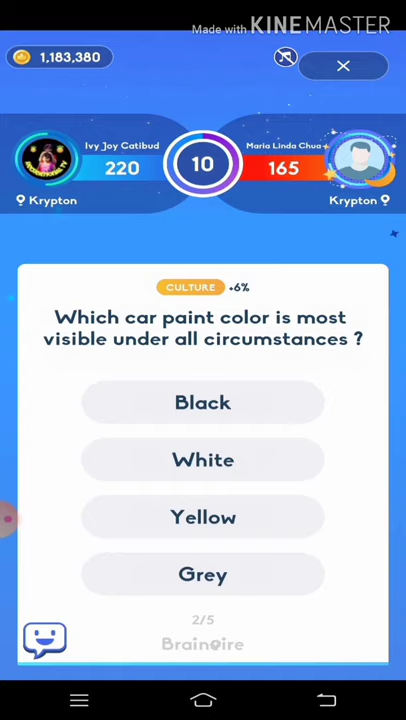 Made with KINEMASTER
1,183,380
Ivy Joy Catibud
Maria Linda Chua
220
10
165
Krypton
Krypton
CULTURE +6%
Which car paint color is most
visible under all circumstances ?
Black
White
Yellow
Grey
2/5